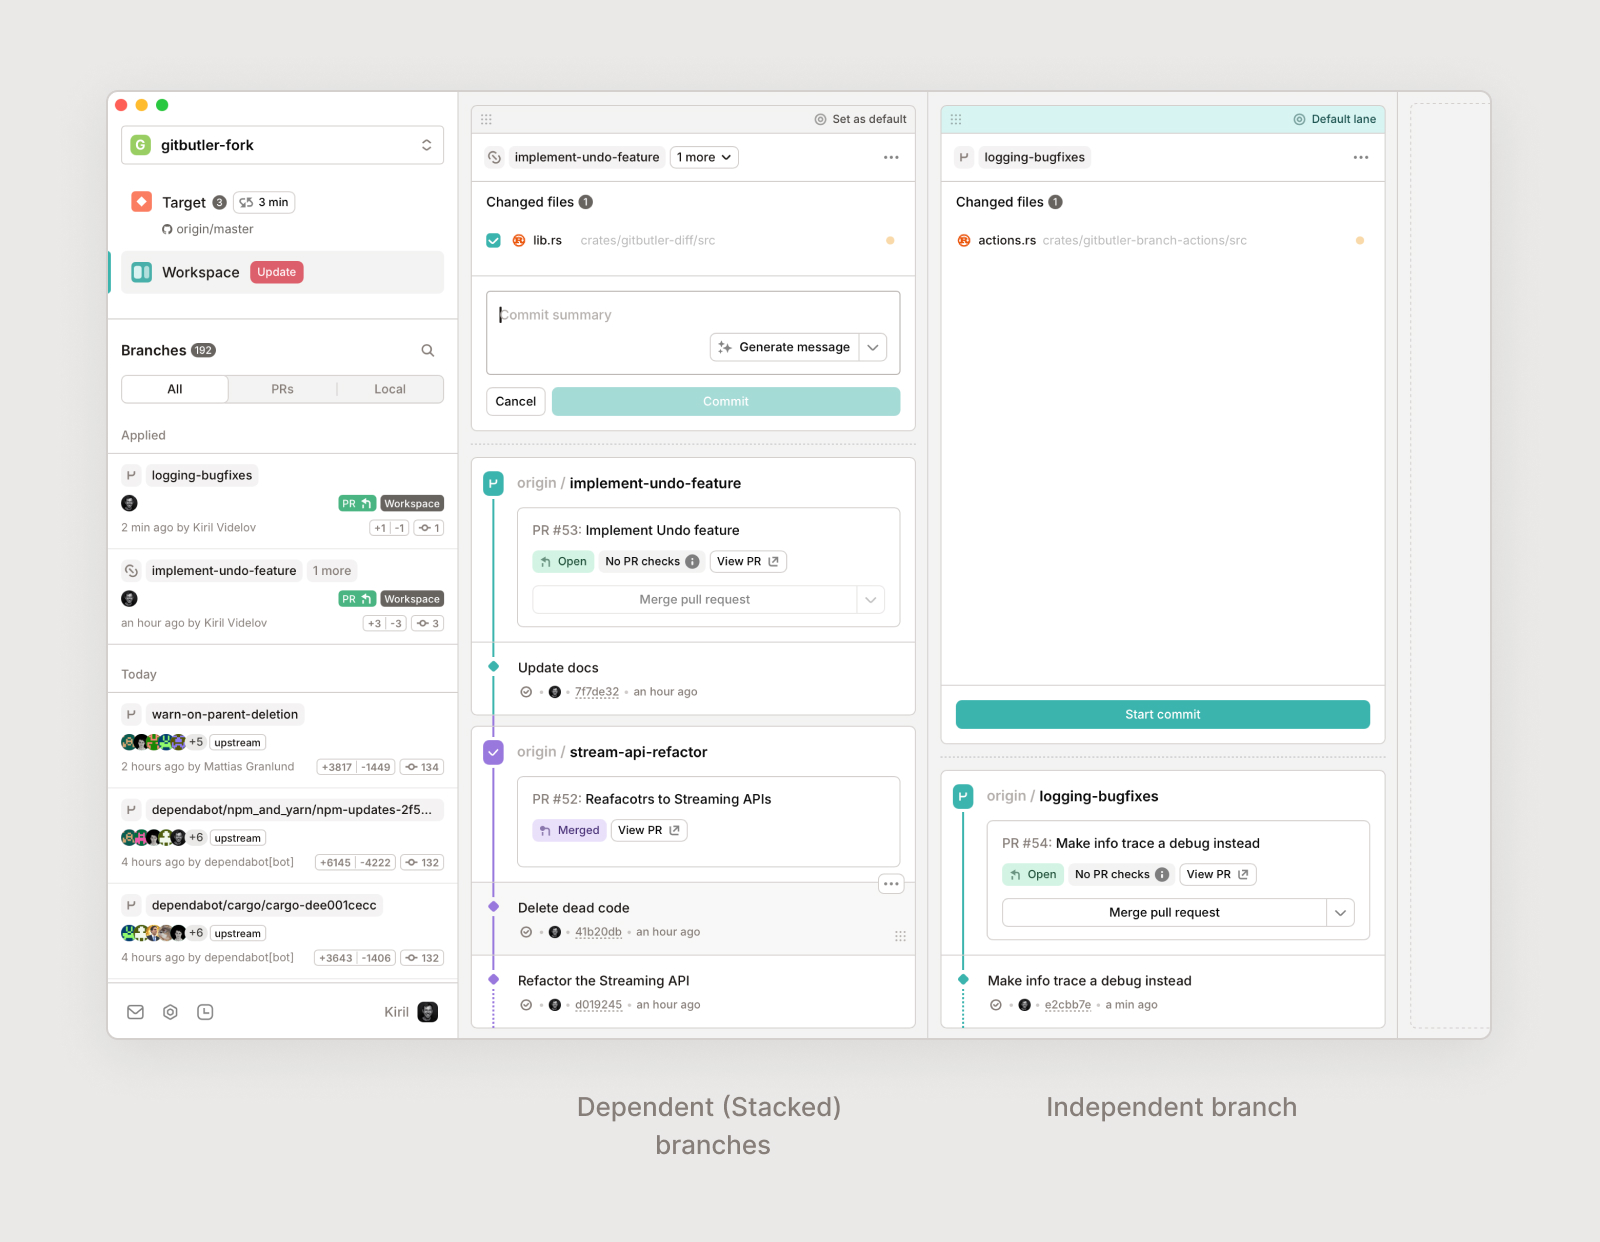 G gitbutler-fork
Target 3 3 min
origin/master
Workspace Update
Branches 192
All PRs Local
Applied
logging-bugfixes
PR Workspace
2 min ago by Kiril Videlov +1 -1 1
implement-undo-feature 1 more
PR Workspace
an hour ago by Kiril Videlov +3 -3 3
Today
warn-on-parent-deletion
+5 upstream
2 hours ago by Mattias Granlund +3817 -1449 134
dependabot/npm_and_yarn/npm-updates-2f5...
+6 upstream
4 hours ago by dependabot[bot] +6145 -4222 132
dependabot/cargo/cargo-dee001cecc
+6 upstream
4 hours ago by dependabot[bot] +3643 -1406 132
Kiril
Set as default
implement-undo-feature 1 more
Changed files 1
lib.rs crates/gitbutler-diff/src
Commit summary
Generate message
Cancel Commit
origin / implement-undo-feature
PR #53: Implement Undo feature
Open No PR checks View PR
Merge pull request
Update docs
7f7de32 • an hour ago
origin / stream-api-refactor
PR #52: Reafacotrs to Streaming APIs
Merged View PR
Delete dead code
41b20db • an hour ago
Refactor the Streaming API
d019245 • an hour ago
Default lane
logging-bugfixes
Changed files 1
actions.rs crates/gitbutler-branch-actions/src
Start commit
origin / logging-bugfixes
PR #54: Make info trace a debug instead
Open No PR checks View PR
Merge pull request
Make info trace a debug instead
e2cbb7e • a min ago
Dependent (Stacked)
branches
Independent branch